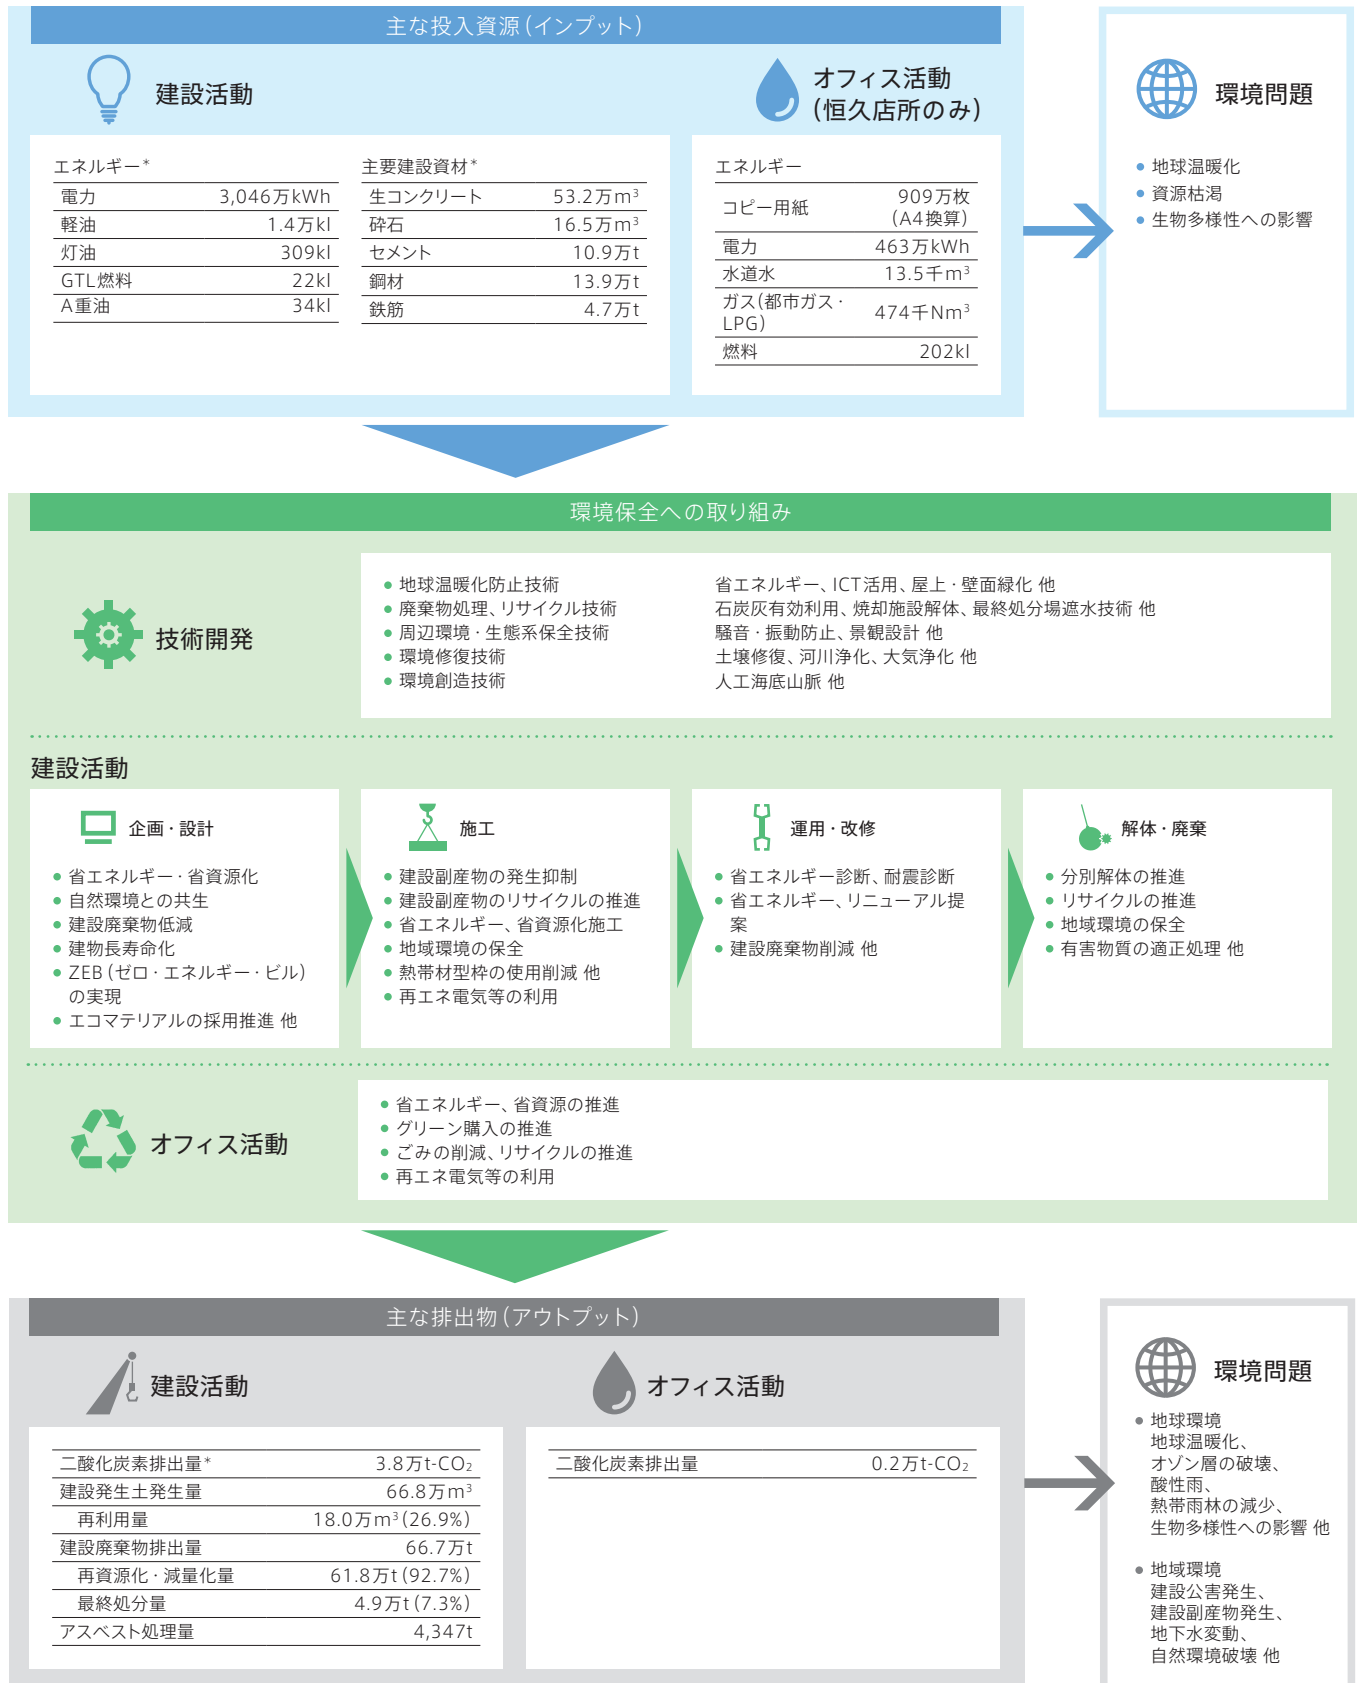 主な投入資源（インプット）
建設活動
エネルギー*
電力 3,046万kWh
軽油 1.4万kl
灯油 309kl
GTL燃料 22kl
A重油 34kl
主要建設資材*
生コンクリート 53.2万m³
砕石 16.5万m³
セメント 10.9万t
鋼材 13.9万t
鉄筋 4.7万t
オフィス活動
(恒久店所のみ)
エネルギー
コピー用紙 909万枚
(A4換算)
電力 463万kWh
水道水 13.5千m³
ガス(都市ガス・
LPG) 474千Nm³
燃料 202kl
環境問題
● 地球温暖化
● 資源枯渇
● 生物多様性への影響
環境保全への取り組み
技術開発
● 地球温暖化防止技術 省エネルギー、ICT活用、屋上・壁面緑化 他
● 廃棄物処理、リサイクル技術 石炭灰有効利用、焼却施設解体、最終処分場遮水技術 他
● 周辺環境・生態系保全技術 騒音・振動防止、景観設計 他
● 環境修復技術 土壌修復、河川浄化、大気浄化 他
● 環境創造技術 人工海底山脈 他
建設活動
企画・設計
● 省エネルギー・省資源化
● 自然環境との共生
● 建設廃棄物低減
● 建物長寿命化
● ZEB（ゼロ・エネルギー・ビル）
の実現
● エコマテリアルの採用推進 他
施工
● 建設副産物の発生抑制
● 建設副産物のリサイクルの推進
● 省エネルギー、省資源化施工
● 地域環境の保全
● 熱帯材型枠の使用削減 他
● 再エネ電気等の利用
運用・改修
● 省エネルギー診断、耐震診断
● 省エネルギー、リニューアル提
案
● 建設廃棄物削減 他
解体・廃棄
● 分別解体の推進
● リサイクルの推進
● 地域環境の保全
● 有害物質の適正処理 他
オフィス活動
● 省エネルギー、省資源の推進
● グリーン購入の推進
● ごみの削減、リサイクルの推進
● 再エネ電気等の利用
主な排出物（アウトプット）
建設活動
二酸化炭素排出量* 3.8万t-CO₂
建設発生土発生量 66.8万m³
再利用量 18.0万m³(26.9%)
建設廃棄物排出量 66.7万t
再資源化・減量化量 61.8万t(92.7%)
最終処分量 4.9万t(7.3%)
アスベスト処理量 4,347t
オフィス活動
二酸化炭素排出量 0.2万t-CO₂
環境問題
● 地球環境
地球温暖化、
オゾン層の破壊、
酸性雨、
熱帯雨林の減少、
生物多様性への影響 他
● 地域環境
建設公害発生、
建設副産物発生、
地下水変動、
自然環境破壊 他